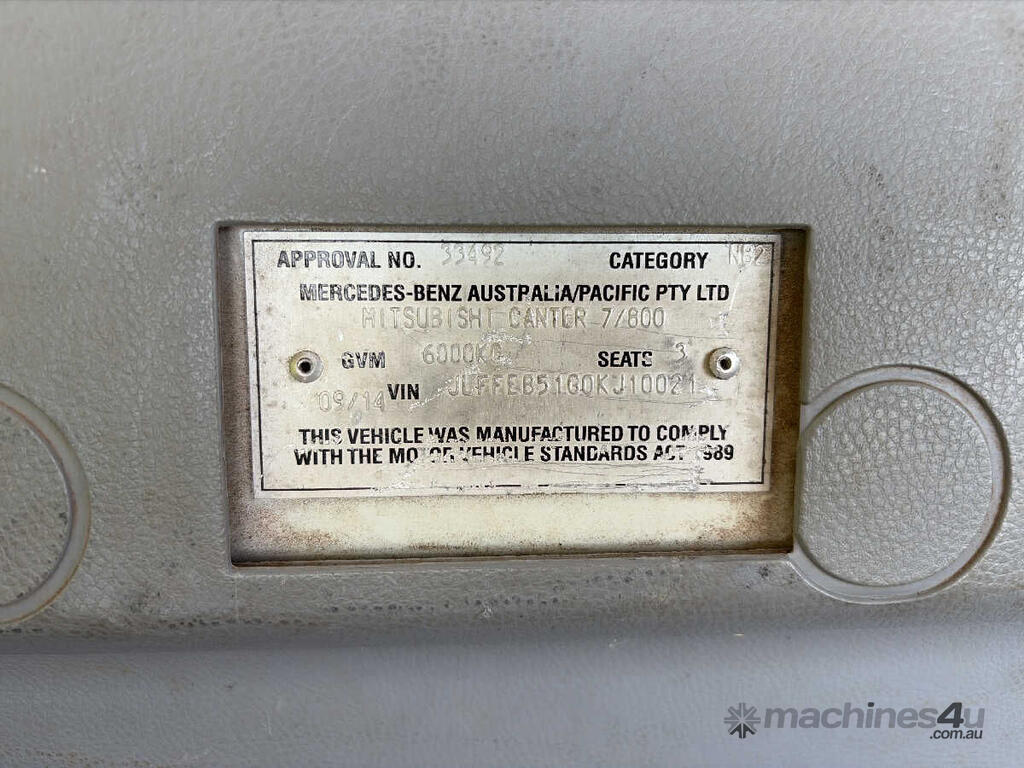 APPROVAL NO. 33492 CATEGORY NB2
MERCEDES-BENZ AUSTRALIA/PACIFIC PTY LTD
MITSUBISHI CANTER 7/800
GVM 6000KG SEATS 3
09/14 VIN
THIS VEHICLE WAS MANUFACTURED TO COMPLY
WITH THE MOTOR VEHICLE STANDARDS ACT 1989
machines4u
.com.au